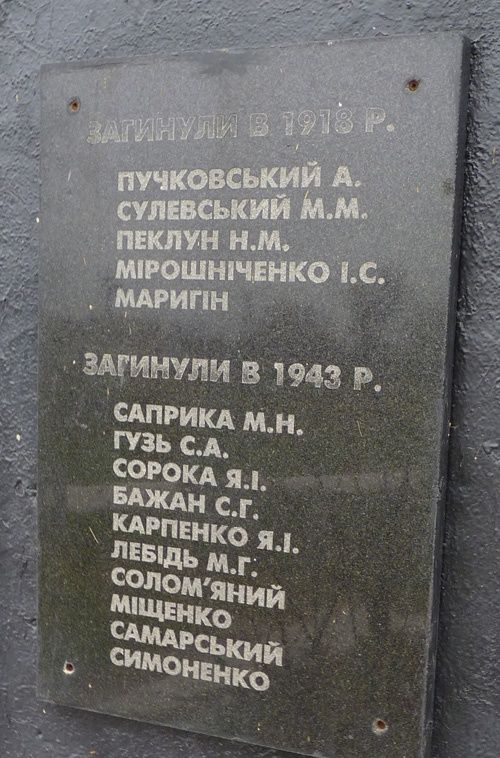 ЗАГИНУЛИ В 1918 Р.
ПУЧКОВСЬКИЙ А.
СУЛЕВСЬКИЙ М.М.
ПЕКЛУН Н.М.
МІРОШНІЧЕНКО І.С.
МАРИГІН
ЗАГИНУЛИ В 1943 Р.
САПРИКА М.Н.
ГУЗЬ С.А.
СОРОКА Я.І.
БАЖАН С.Г.
КАРПЕНКО Я.І.
ЛЕБІДЬ М.Г.
СОЛОМ'ЯНИЙ
МІЩЕНКО
САМАРСЬКИЙ
СИМОНЕНКО